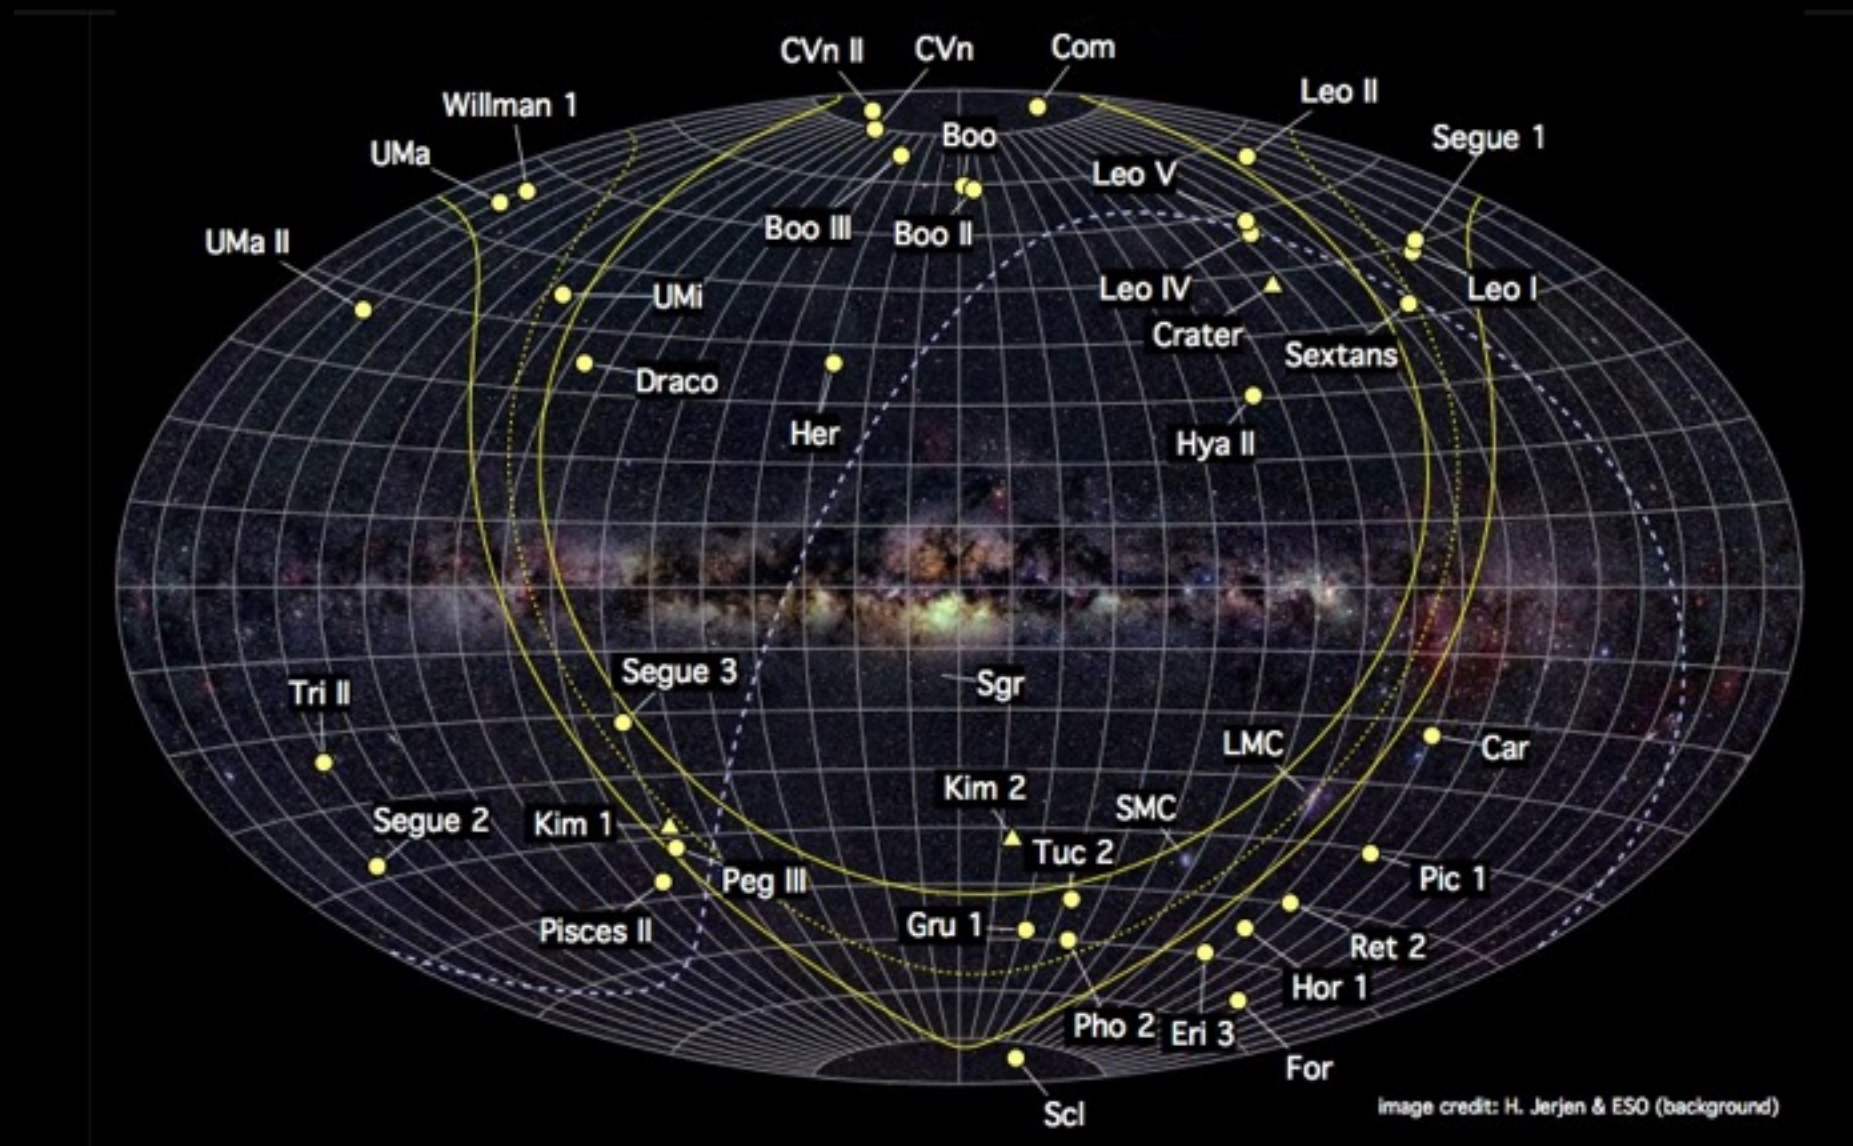 CVn II
CVn
Com
Leo II
Willman 1
Segue 1
Boo
UMa
Leo V
Boo III
Boo II
UMa II
UMi
Leo IV
Leo I
Crater
Sextans
Draco
Her
Hya II
Segue 3
Sgr
Tri II
LMC
Car
Kim 2
SMC
Segue 2
Kim 1
Tuc 2
Peg III
Pic 1
Gru 1
Pisces II
Ret 2
Hor 1
Pho 2
Eri 3
For
Scl
image credit: H. Jerjen & ESO (background)